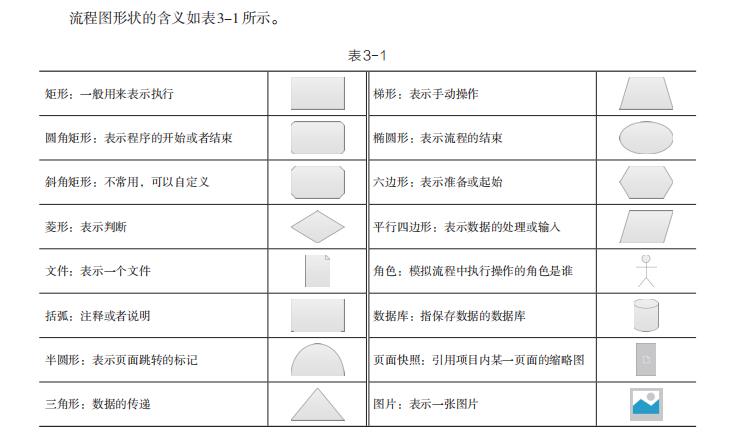 流程图形状的含义如表3-1所示。
表3-1
矩形：一般用来表示执行
梯形：表示手动操作
圆角矩形：表示程序的开始或者结束
椭圆形：表示流程的结束
斜角矩形：不常用，可以自定义
六边形：表示准备或起始
菱形：表示判断
平行四边形：表示数据的处理或输入
文件：表示一个文件
角色：模拟流程中执行操作的角色是谁
括弧：注释或者说明
数据库：指保存数据的数据库
半圆形：表示页面跳转的标记
页面快照：引用项目内某一页面的缩略图
三角形：数据的传递
图片：表示一张图片